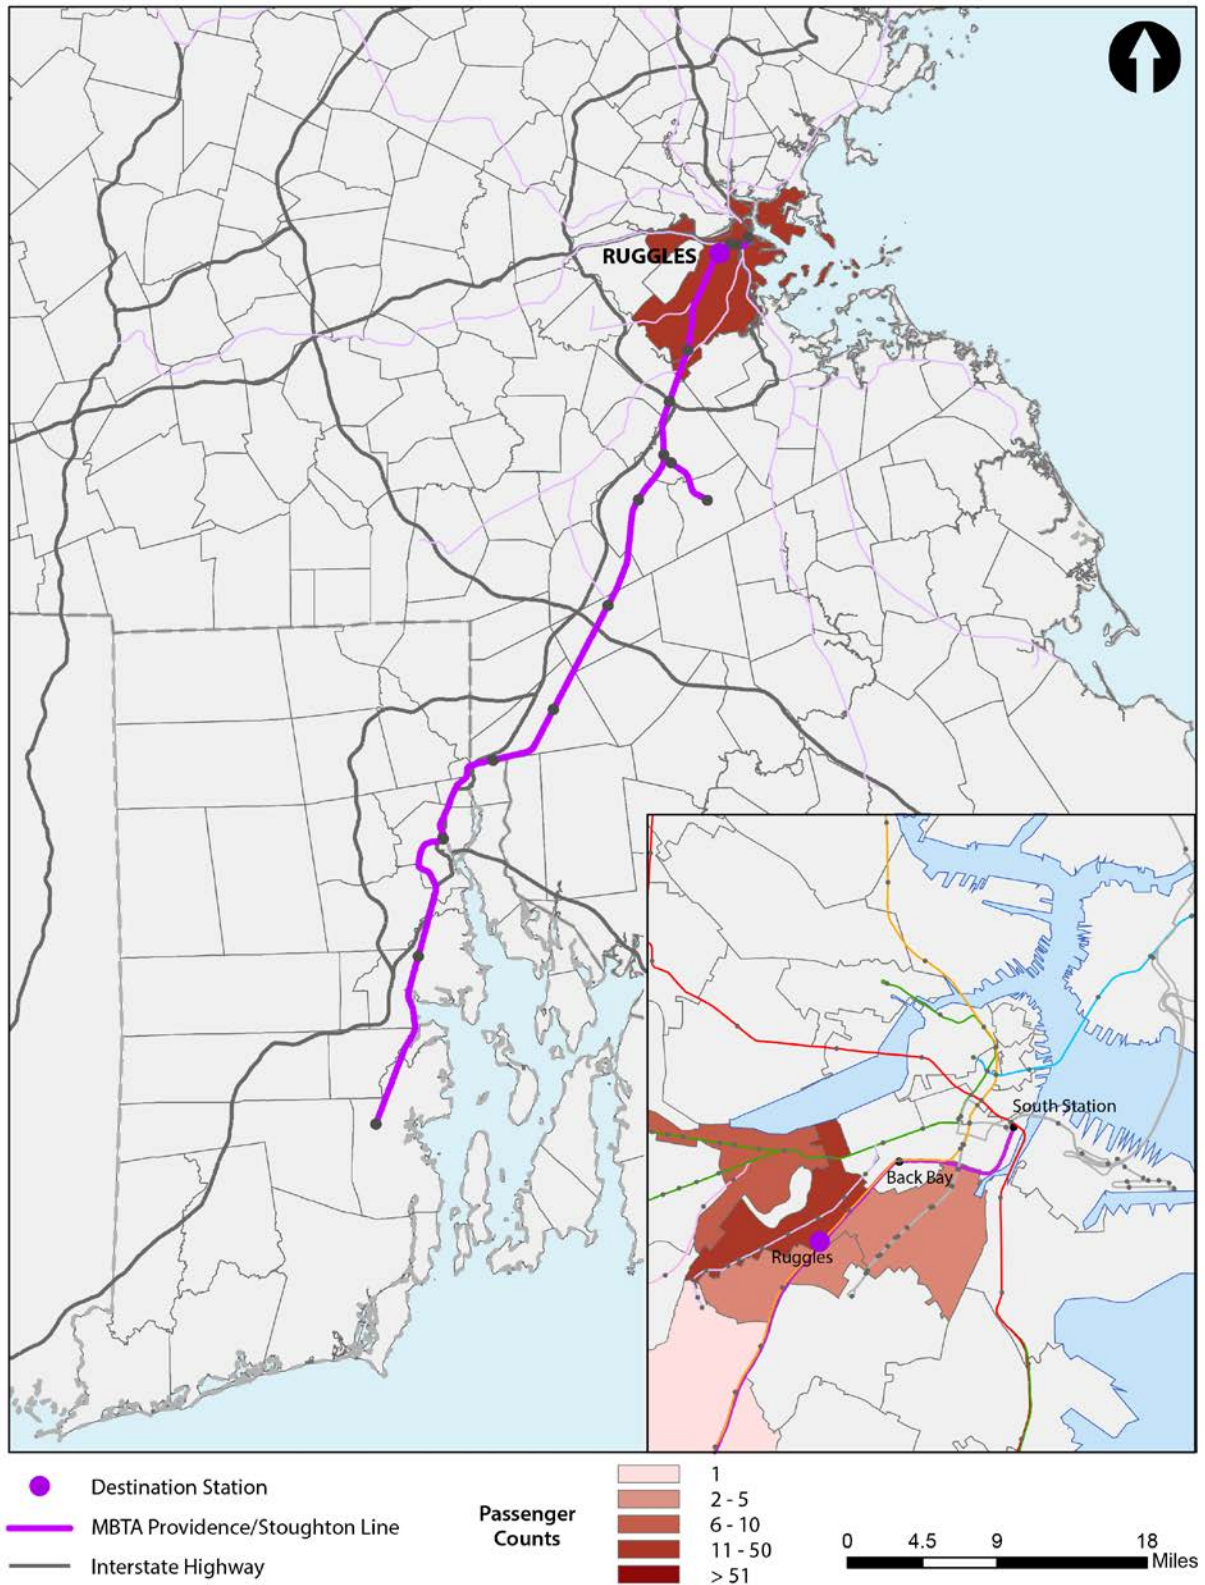 RUGGLES
South Station
Back Bay
Ruggles
Destination Station
MBTA Providence/Stoughton Line
Interstate Highway
Passenger
Counts
1
2 - 5
6 - 10
11 - 50
> 51
0 4.5 9 18
Miles